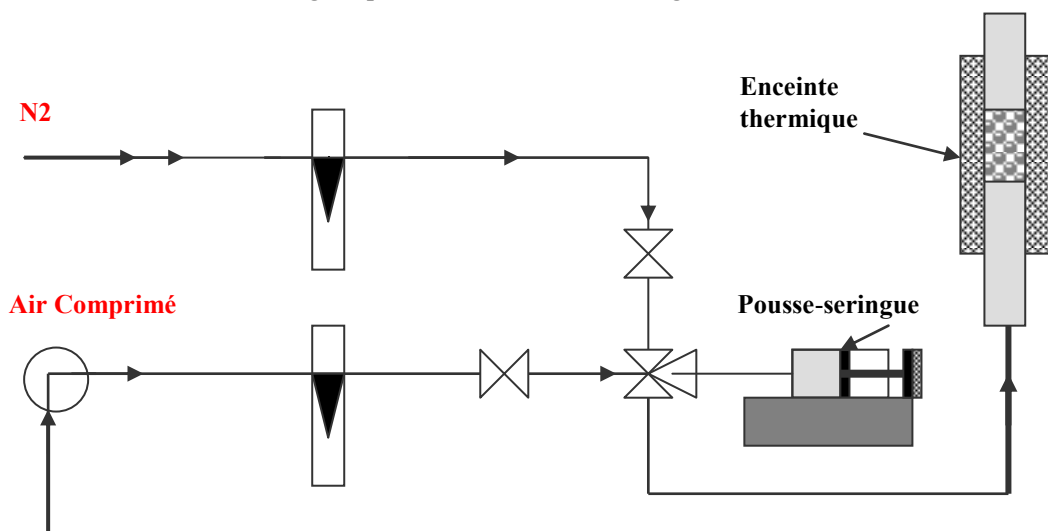 N2
Enceinte
thermique
Air Comprimé
Pousse-seringue